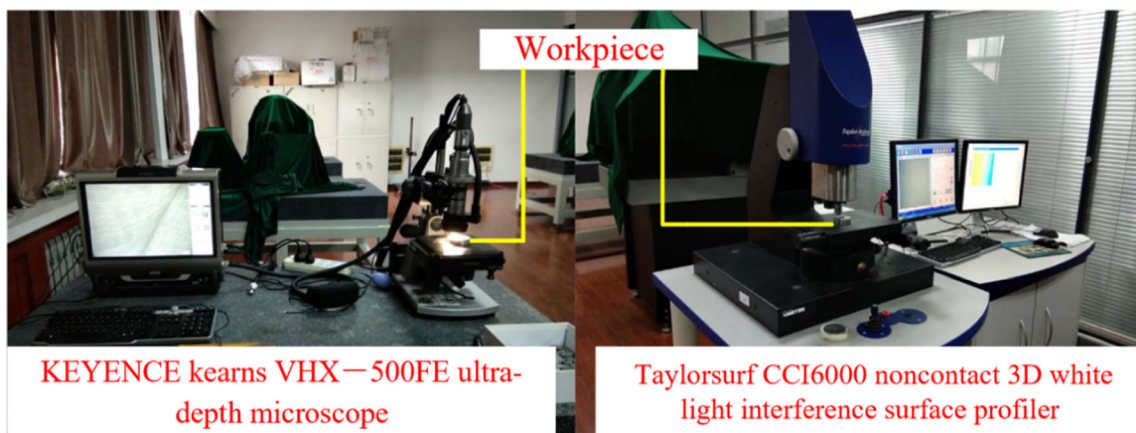 Workpiece
KEYENCE kearns VHX－500FE ultra-
depth microscope
Taylorsurf CCI6000 noncontact 3D white
light interference surface profiler